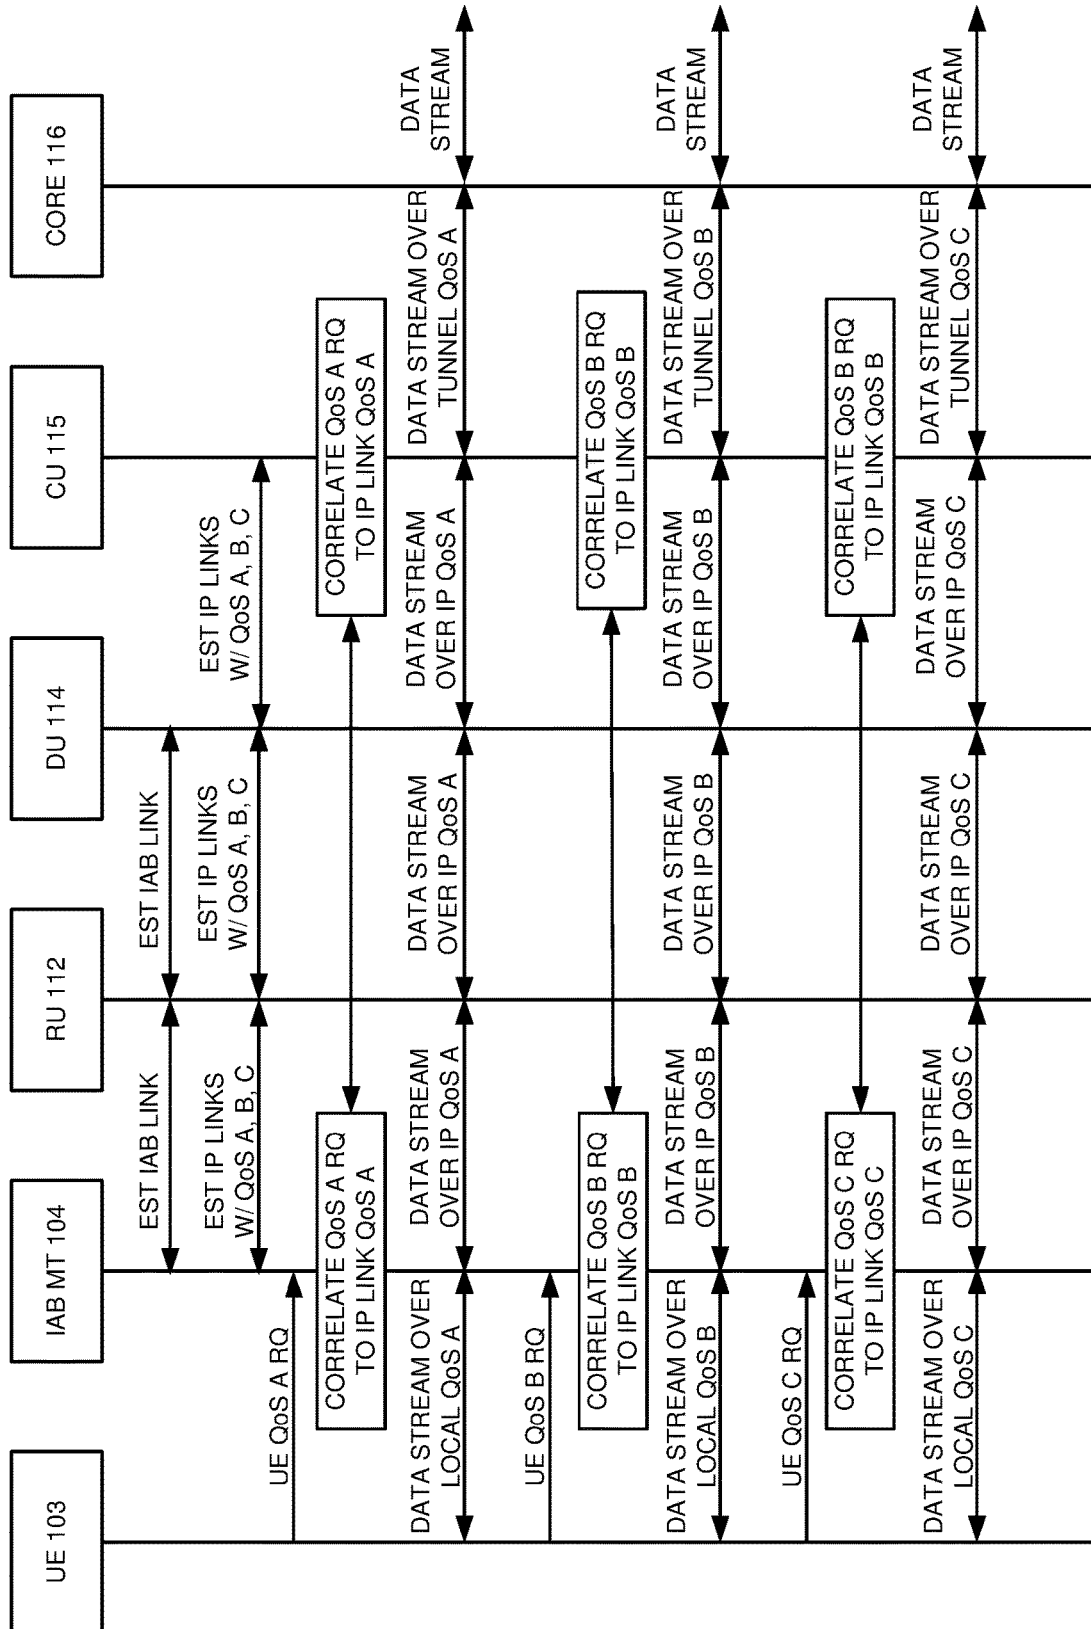 UE 103
IAB MT 104
RU 112
DU 114
CU 115
CORE 116
EST IAB LINK
EST IAB LINK
EST IP LINKS
W/ QoS A, B, C
EST IP LINKS
W/ QoS A, B, C
EST IP LINKS
W/ QoS A, B, C
UE QoS A RQ
CORRELATE QoS A RQ
TO IP LINK QoS A
CORRELATE QoS A RQ
TO IP LINK QoS A
DATA STREAM OVER
LOCAL QoS A
DATA STREAM
OVER IP QoS A
DATA STREAM
OVER IP QoS A
DATA STREAM
OVER IP QoS A
DATA STREAM OVER
TUNNEL QoS A
DATA
STREAM
UE QoS B RQ
CORRELATE QoS B RQ
TO IP LINK QoS B
CORRELATE QoS B RQ
TO IP LINK QoS B
DATA STREAM OVER
LOCAL QoS B
DATA STREAM
OVER IP QoS B
DATA STREAM
OVER IP QoS B
DATA STREAM
OVER IP QoS B
DATA STREAM OVER
TUNNEL QoS B
DATA
STREAM
UE QoS C RQ
CORRELATE QoS C RQ
TO IP LINK QoS C
CORRELATE QoS B RQ
TO IP LINK QoS B
DATA STREAM OVER
LOCAL QoS C
DATA STREAM
OVER IP QoS C
DATA STREAM
OVER IP QoS C
DATA STREAM
OVER IP QoS C
DATA STREAM OVER
TUNNEL QoS C
DATA
STREAM